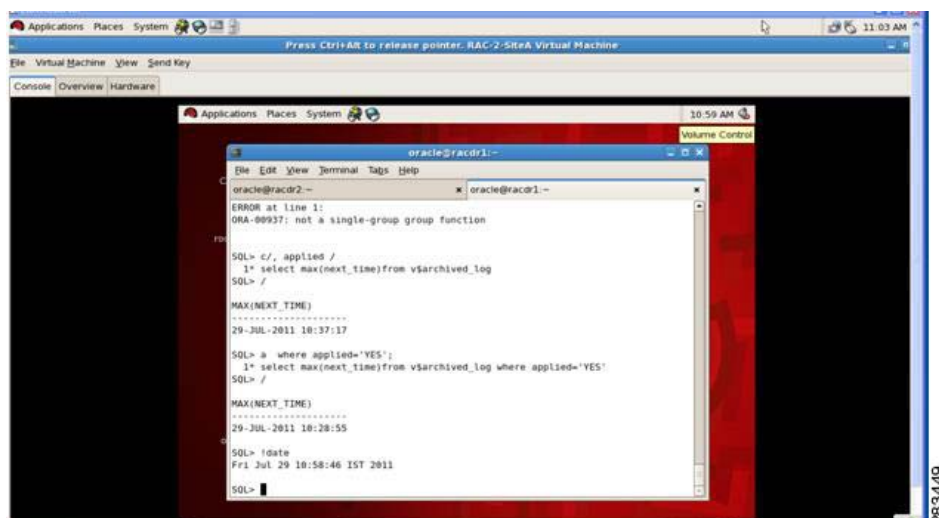 Applications Places System
11:03 AM
Press Ctrl+Alt to release pointer. RAC-2-SiteA Virtual Machine
File Virtual Machine View Send Key
Console Overview Hardware
Applications Places System
10:59 AM
Volume Control
oracle@racdr1:~
File Edit View Terminal Tabs Help
oracle@racdr2:~
oracle@racdr1:~
ERROR at line 1:
ORA-00937: not a single-group group function
SQL> c/, applied /
1* select max(next_time)from v$archived_log
SQL> /
MAX(NEXT_TIME)
--------------------
29-JUL-2011 10:37:17
SQL> a  where applied='YES';
1* select max(next_time)from v$archived_log where applied='YES'
SQL> /
MAX(NEXT_TIME)
--------------------
29-JUL-2011 10:28:55
SQL> !date
Fri Jul 29 10:58:46 IST 2011
SQL>